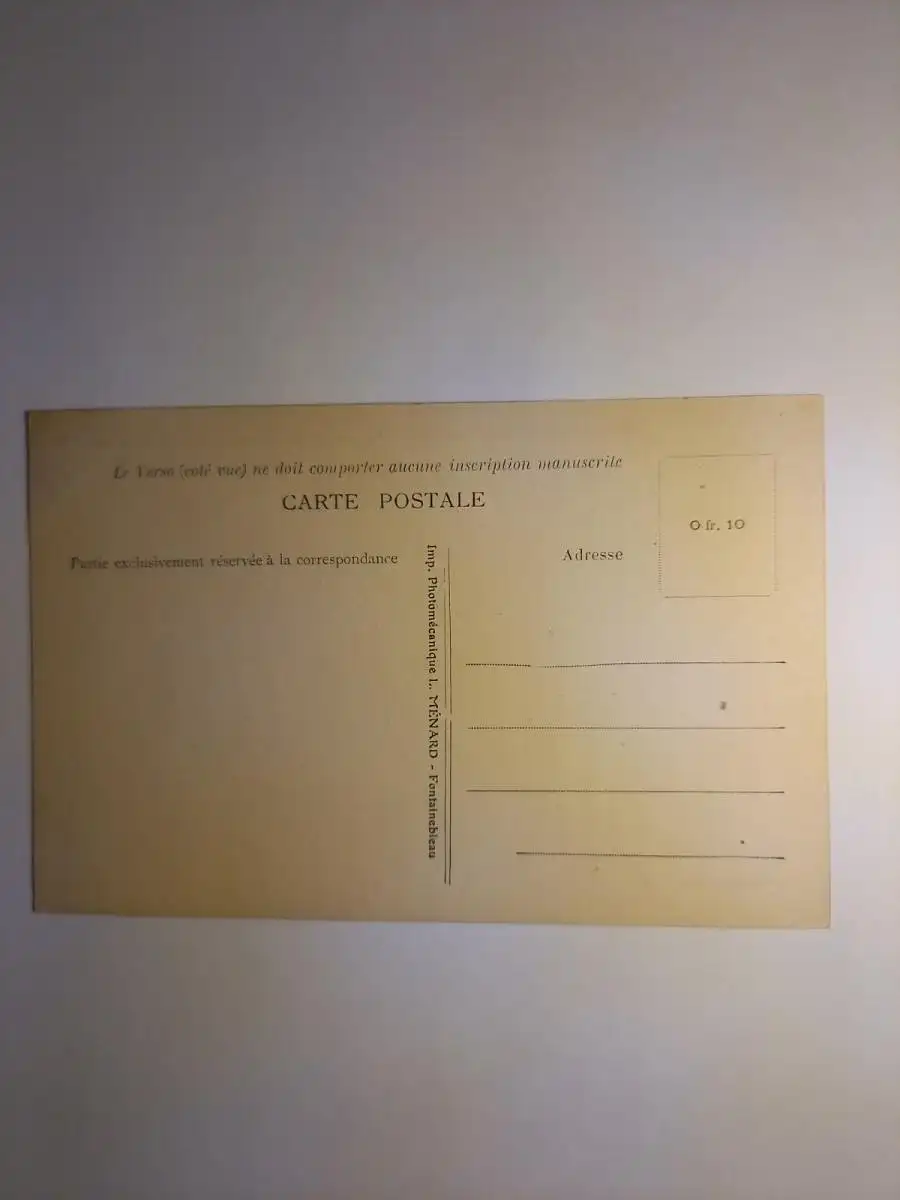 Le Verso (coté vue) ne doit comporter aucune inscription manuscrite
CARTE POSTALE
O fr. 10
Partie exclusivement réservée à la correspondance
Adresse
Imp. Photomécanique L. MÉNARD - Fontainebleau